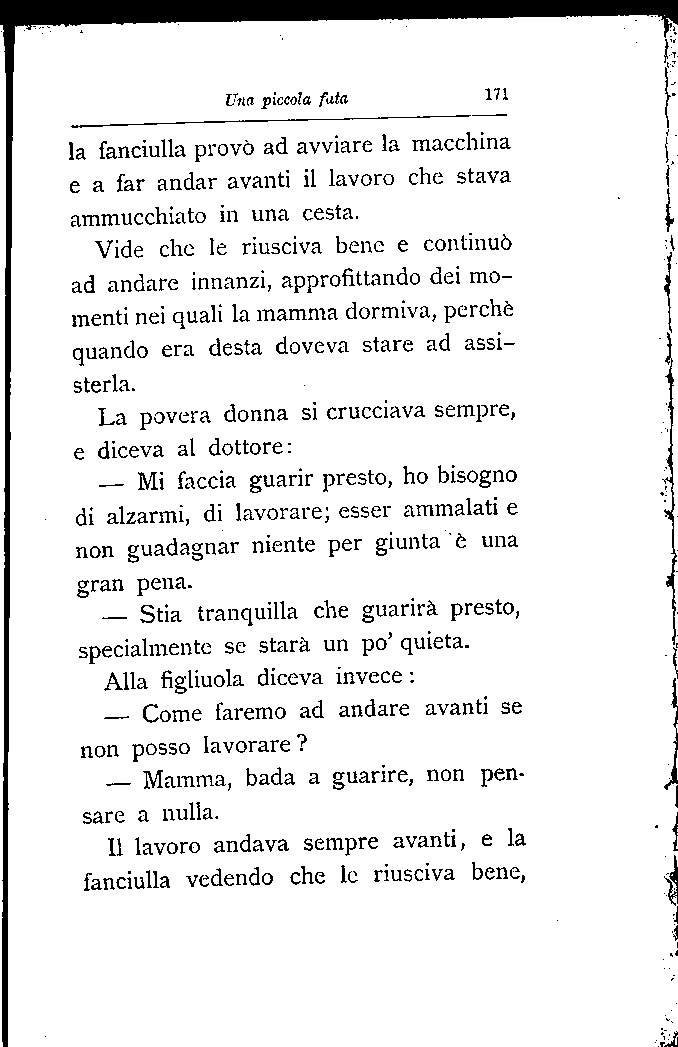 Una piccola fata 171
la fanciulla provò ad avviare la macchina
e a far andar avanti il lavoro che stava
ammucchiato in una cesta.
Vide che le riusciva bene e continuò
ad andare innanzi, approfittando dei mo-
menti nei quali la mamma dormiva, perchè
quando era desta doveva stare ad assi-
sterla.
La povera donna si crucciava sempre,
e diceva al dottore:
— Mi faccia guarir presto, ho bisogno
di alzarmi, di lavorare; esser ammalati e
non guadagnar niente per giunta è una
gran pena.
— Stia tranquilla che guarirà presto,
specialmente se starà un po' quieta.
Alla figliuola diceva invece:
— Come faremo ad andare avanti se
non posso lavorare?
— Mamma, bada a guarire, non pen-
sare a nulla.
Il lavoro andava sempre avanti, e la
fanciulla vedendo che le riusciva bene,